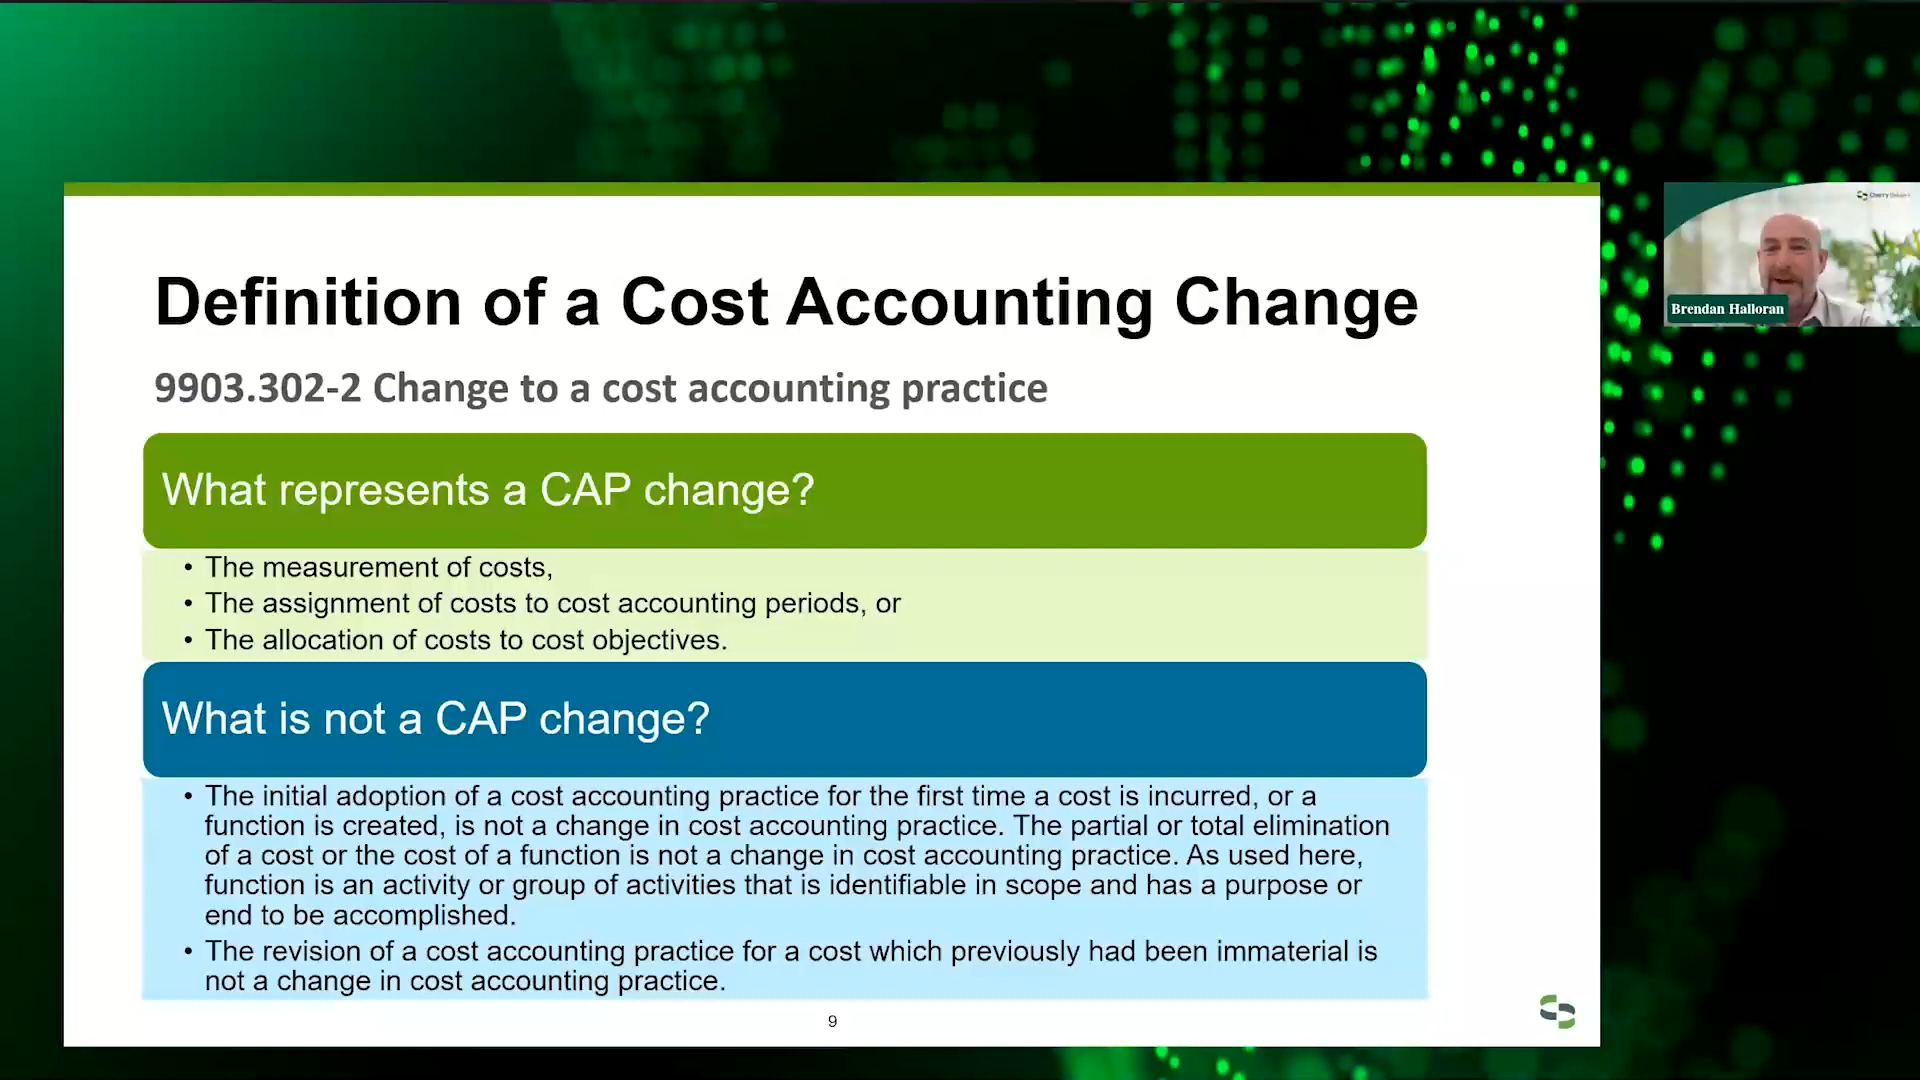 Definition of a Cost Accounting Change
9903.302-2 Change to a cost accounting practice
What represents a CAP change?
• The measurement of costs,
• The assignment of costs to cost accounting periods, or
• The allocation of costs to cost objectives.
What is not a CAP change?
• The initial adoption of a cost accounting practice for the first time a cost is incurred, or a
function is created, is not a change in cost accounting practice. The partial or total elimination
of a cost or the cost of a function is not a change in cost accounting practice. As used here,
function is an activity or group of activities that is identifiable in scope and has a purpose or
end to be accomplished.
• The revision of a cost accounting practice for a cost which previously had been immaterial is
not a change in cost accounting practice.
9
Cherry
Brendan Halloran